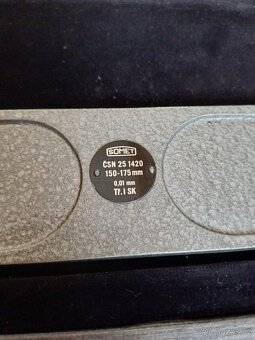 SOMET
ČSN 25 1420
150-175 mm
0,01 mm
Tř. I SK